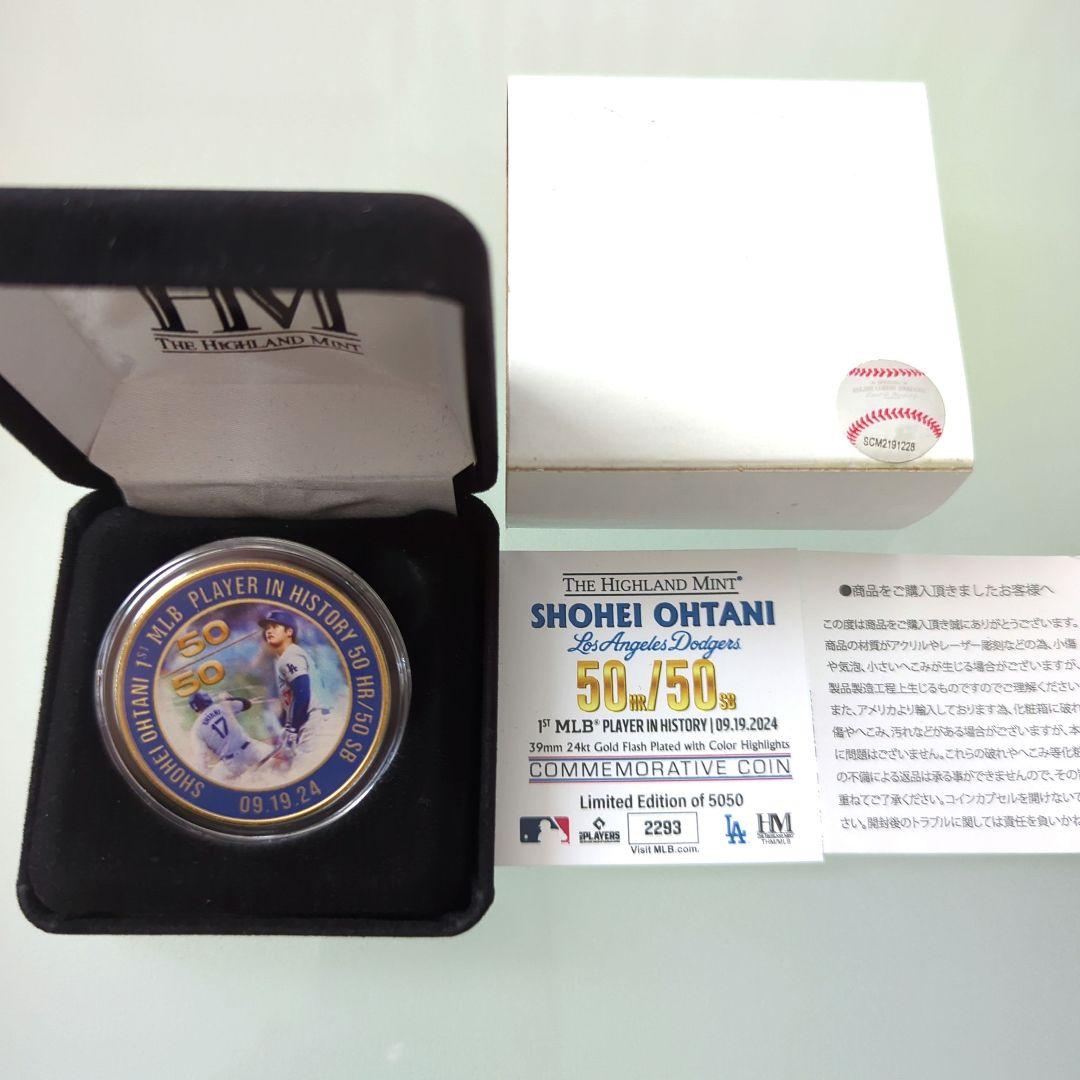 HM
THE HIGHLAND MINT
SHOHEI OHTANI 1ST MLB PLAYER IN HISTORY 50 HR/50 SB
50
50
OHTANI
17
09.19.24
SCM2191228
THE HIGHLAND MINT®
SHOHEI OHTANI
Los Angeles Dodgers
50HR/50SB
1ST MLB® PLAYER IN HISTORY | 09.19.2024
39mm 24kt Gold Flash Plated with Color Highlights
COMMEMORATIVE COIN
Limited Edition of 5050
PLAYERS
2293
LA
HM
THM/MLB
Visit MLB.com.
●商品をご購入頂きましたお客様へ
この度は商品をご購入頂き誠にありがとうございます。
商品の材質がアクリルやレーザー彫刻などの為、小傷
や気泡、小さいへこみが生じる場合がございますが、
製品製造工程上生じるものですのでご理解ください
また、アメリカより輸入しております為、化粧箱に破れ
傷やへこみ、汚れなどがある場合がございますが、本
に問題はございません。これらの破れやへこみ等化粧
の不備による返品は承る事ができませんので、その
重ねてご了承ください。コインカプセルを開けないで
さい。開封後のトラブルに関しては責任を負いかね